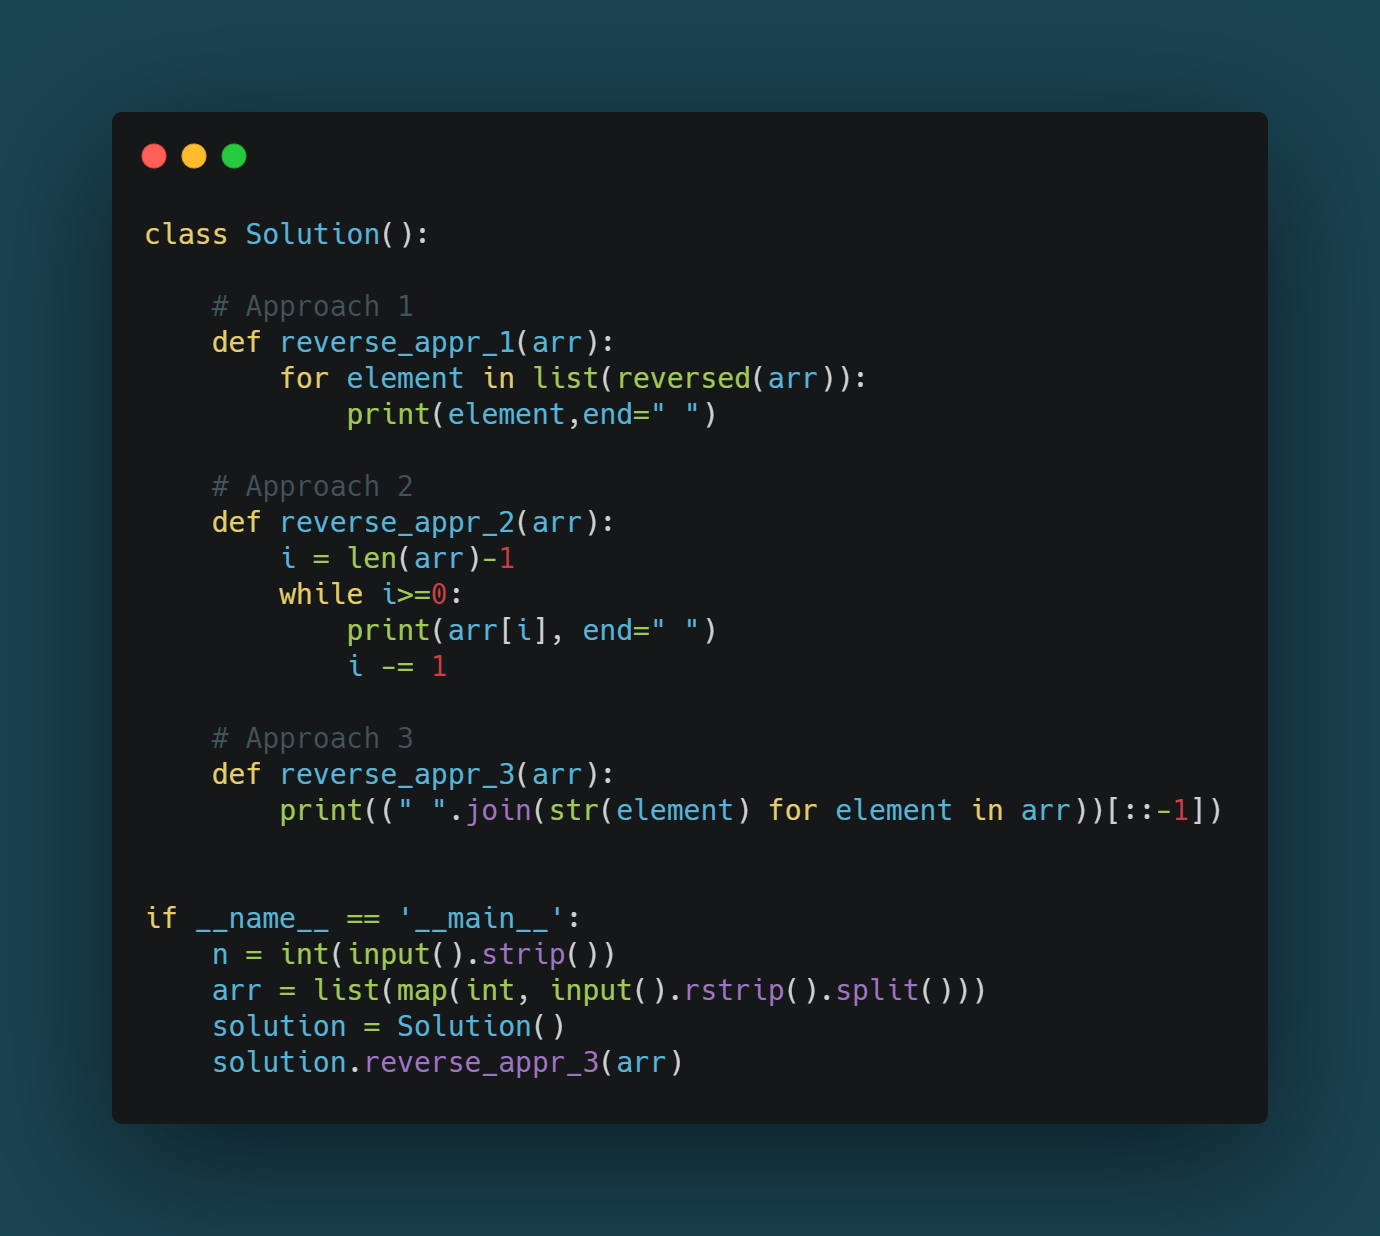 class Solution():

    # Approach 1
    def reverse_appr_1(arr):
        for element in list(reversed(arr)):
            print(element,end=" ")

    # Approach 2
    def reverse_appr_2(arr):
        i = len(arr)-1
        while i>=0:
            print(arr[i], end=" ")
            i -= 1

    # Approach 3
    def reverse_appr_3(arr):
        print((" ".join(str(element) for element in arr))[::-1])


if __name__ == '__main__':
    n = int(input().strip())
    arr = list(map(int, input().rstrip().split()))
    solution = Solution()
    solution.reverse_appr_3(arr)